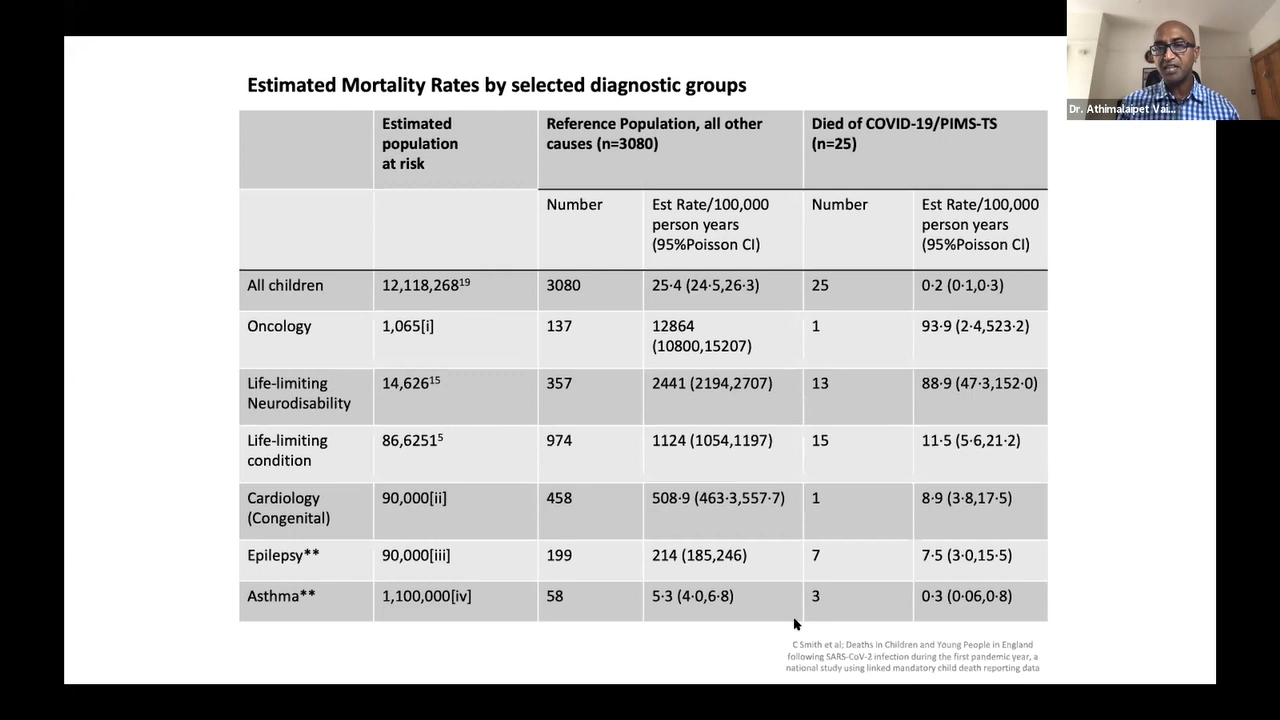 Dr. Athimalaipet Vai...
Estimated Mortality Rates by selected diagnostic groups
Estimated population at risk
Reference Population, all other causes (n=3080)
Died of COVID-19/PIMS-TS (n=25)
Number
Est Rate/100,000 person years (95%Poisson CI)
Number
Est Rate/100,000 person years (95%Poisson CI)
All children 12,118,268¹⁹ 3080 25·4 (24·5,26·3) 25 0·2 (0·1,0·3)
Oncology 1,065[i] 137 12864 (10800,15207) 1 93·9 (2·4,523·2)
Life-limiting Neurodisability 14,626¹⁵ 357 2441 (2194,2707) 13 88·9 (47·3,152·0)
Life-limiting condition 86,6251⁵ 974 1124 (1054,1197) 15 11·5 (5·6,21·2)
Cardiology (Congenital) 90,000[ii] 458 508·9 (463·3,557·7) 1 8·9 (3·8,17·5)
Epilepsy** 90,000[iii] 199 214 (185,246) 7 7·5 (3·0,15·5)
Asthma** 1,100,000[iv] 58 5·3 (4·0,6·8) 3 0·3 (0·06,0·8)
C Smith et al; Deaths in Children and Young People in England
following SARS-CoV-2 infection during the first pandemic year, a
national study using linked mandatory child death reporting data